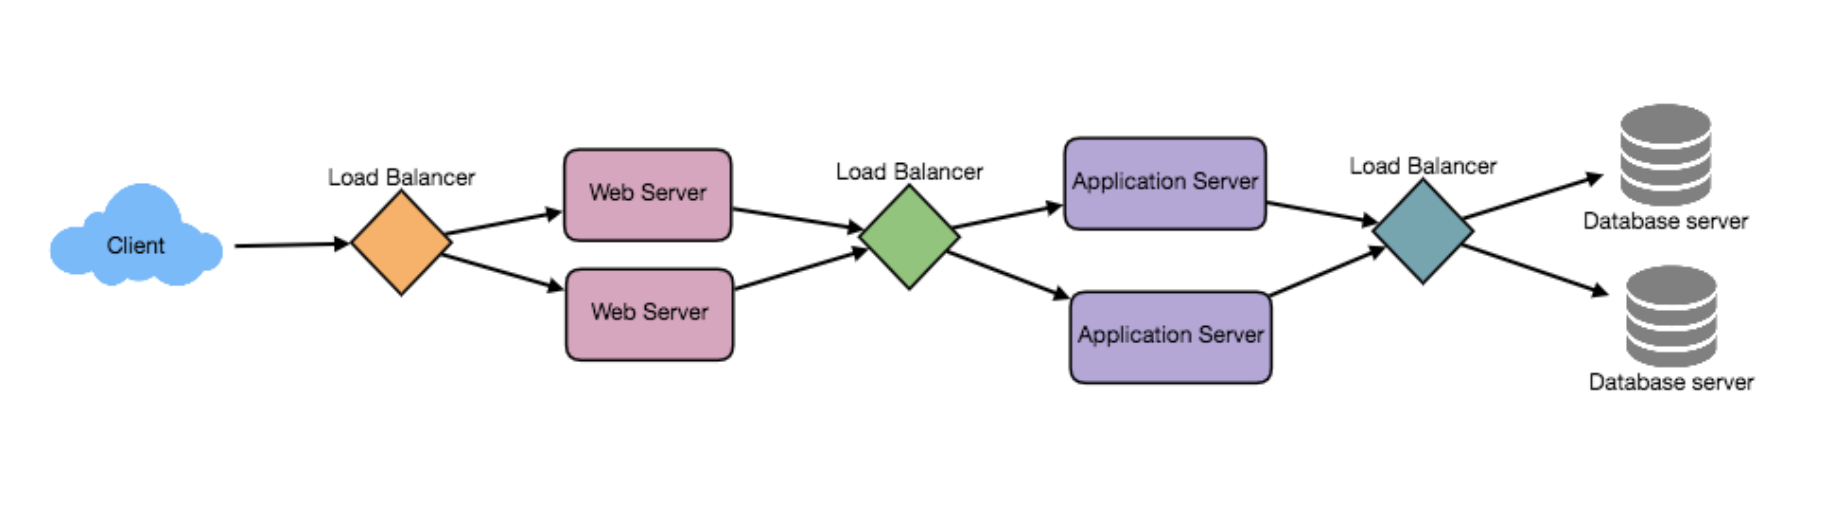 Client
Load Balancer
Web Server
Web Server
Load Balancer
Application Server
Application Server
Load Balancer
Database server
Database server